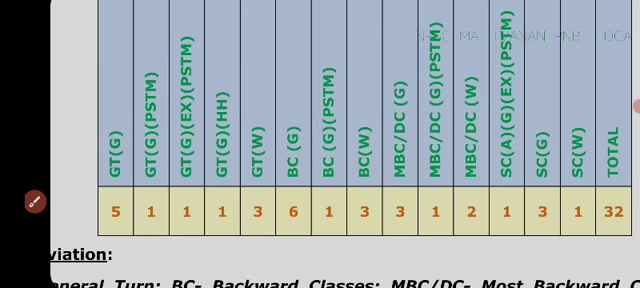 GT(G)
GT(G)(PSTM)
GT(G)(EX)(PSTM)
GT(G)(HH)
GT(W)
BC (G)
BC (G)(PSTM)
BC(W)
MBC/DC (G)
MBC/DC (G)(PSTM)
MBC/DC (W)
SC(A)(G)(EX)(PSTM)
SC(G)
SC(W)
TOTAL
5 1 1 1 3 6 1 3 3 1 2 1 3 1 32
viation:
eneral Turn; BC- Backward Classes; MBC/DC- Most Backward C